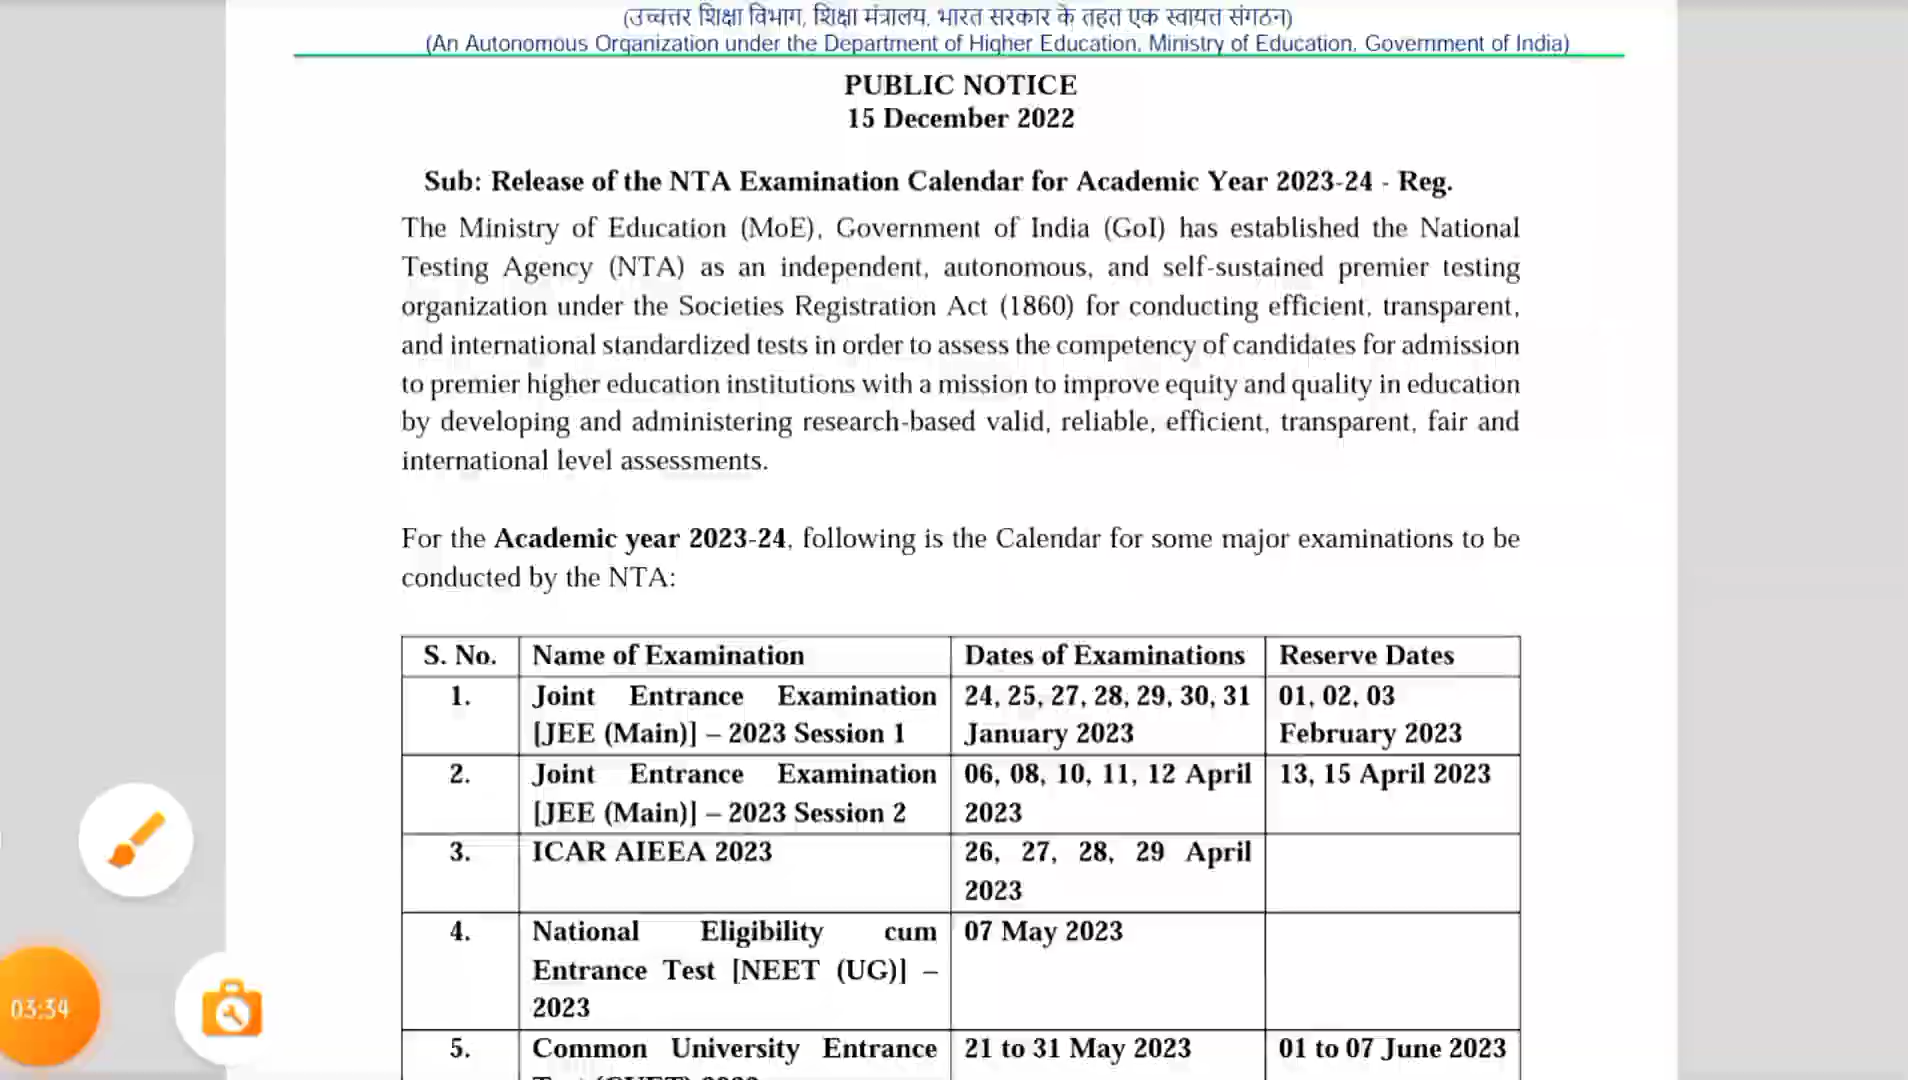 (उच्चत्तर शिक्षा विभाग, शिक्षा मंत्रालय, भारत सरकार के तहत एक स्वायत्त संगठन)
(An Autonomous Organization under the Department of Higher Education, Ministry of Education, Government of India)
PUBLIC NOTICE
15 December 2022
Sub: Release of the NTA Examination Calendar for Academic Year 2023-24 - Reg.
The Ministry of Education (MoE), Government of India (GoI) has established the National
Testing Agency (NTA) as an independent, autonomous, and self-sustained premier testing
organization under the Societies Registration Act (1860) for conducting efficient, transparent,
and international standardized tests in order to assess the competency of candidates for admission
to premier higher education institutions with a mission to improve equity and quality in education
by developing and administering research-based valid, reliable, efficient, transparent, fair and
international level assessments.
For the Academic year 2023-24, following is the Calendar for some major examinations to be
conducted by the NTA:
S. No. Name of Examination Dates of Examinations Reserve Dates
1. Joint Entrance Examination 24, 25, 27, 28, 29, 30, 31 01, 02, 03
[JEE (Main)] – 2023 Session 1 January 2023 February 2023
2. Joint Entrance Examination 06, 08, 10, 11, 12 April 13, 15 April 2023
[JEE (Main)] – 2023 Session 2 2023
3. ICAR AIEEA 2023 26, 27, 28, 29 April
2023
4. National Eligibility cum 07 May 2023
Entrance Test [NEET (UG)] –
2023
03:34
5. Common University Entrance 21 to 31 May 2023 01 to 07 June 2023